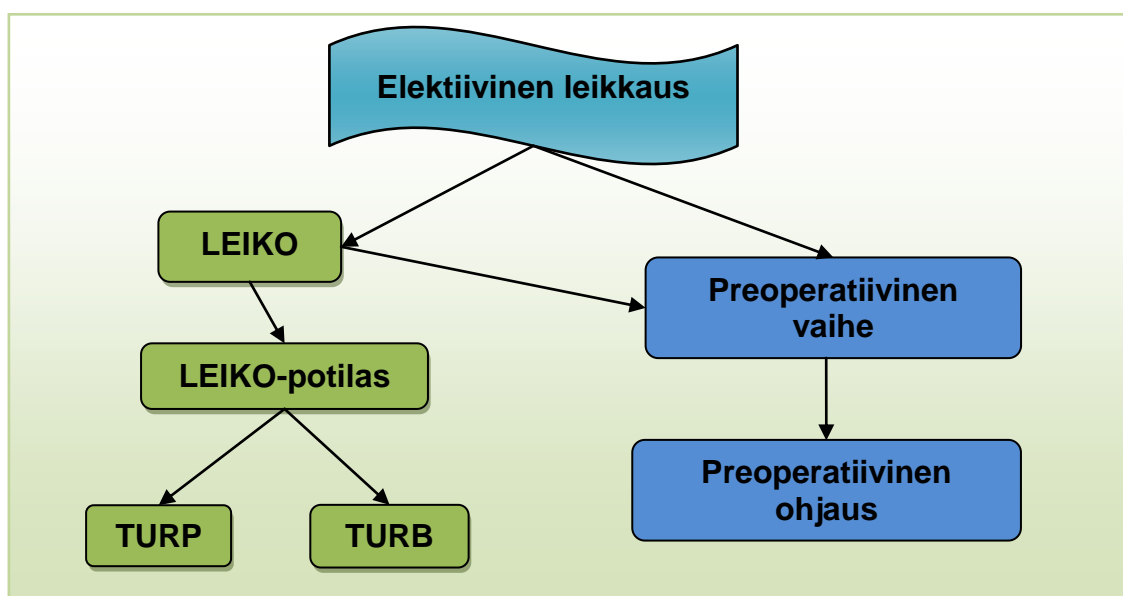 Elektiivinen leikkaus
LEIKO
Preoperatiivinen
vaihe
LEIKO-potilas
Preoperatiivinen
ohjaus
TURP
TURB